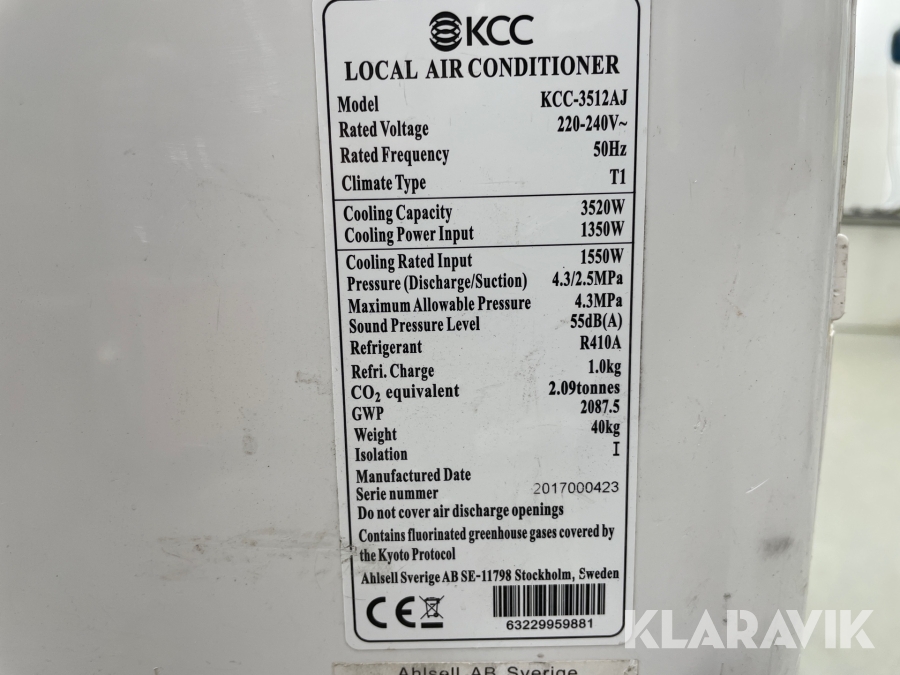 KCC
LOCAL AIR CONDITIONER
Model KCC-3512AJ
Rated Voltage 220-240V~
Rated Frequency 50Hz
Climate Type T1
Cooling Capacity 3520W
Cooling Power Input 1350W
Cooling Rated Input 1550W
Pressure (Discharge/Suction) 4.3/2.5MPa
Maximum Allowable Pressure 4.3MPa
Sound Pressure Level 55dB(A)
Refrigerant R410A
Refri. Charge 1.0kg
CO₂ equivalent 2.09tonnes
GWP 2087.5
Weight 40kg
Isolation I
Manufactured Date
Serie nummer 2017000423
Do not cover air discharge openings
Contains fluorinated greenhouse gases covered by
the Kyoto Protocol
Ahlsell Sverige AB SE-11798 Stockholm, Sweden
CE
63229959881
KLARAVIK
Ahlsell AB Sverige